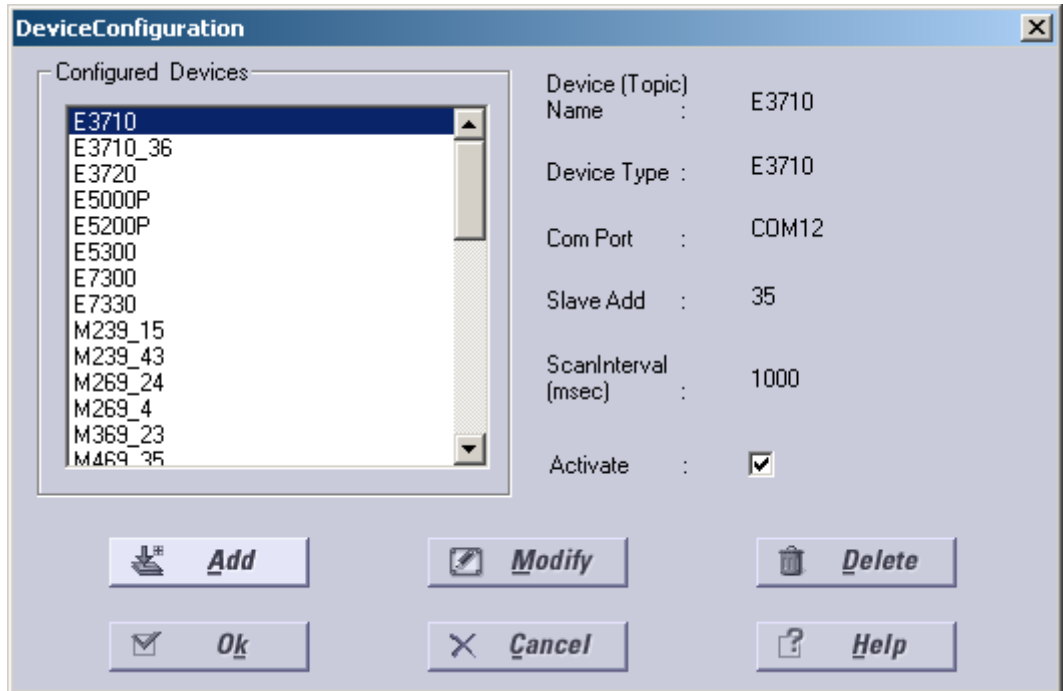 DeviceConfiguration
Configured Devices
E3710
E3710_36
E3720
E5000P
E5200P
E5300
E7300
E7330
M239_15
M239_43
M269_24
M269_4
M369_23
M469_35
Device (Topic)
Name : E3710
Device Type : E3710
Com Port : COM12
Slave Add : 35
ScanInterval
(msec) : 1000
Activate :
Add Modify Delete
Ok Cancel Help